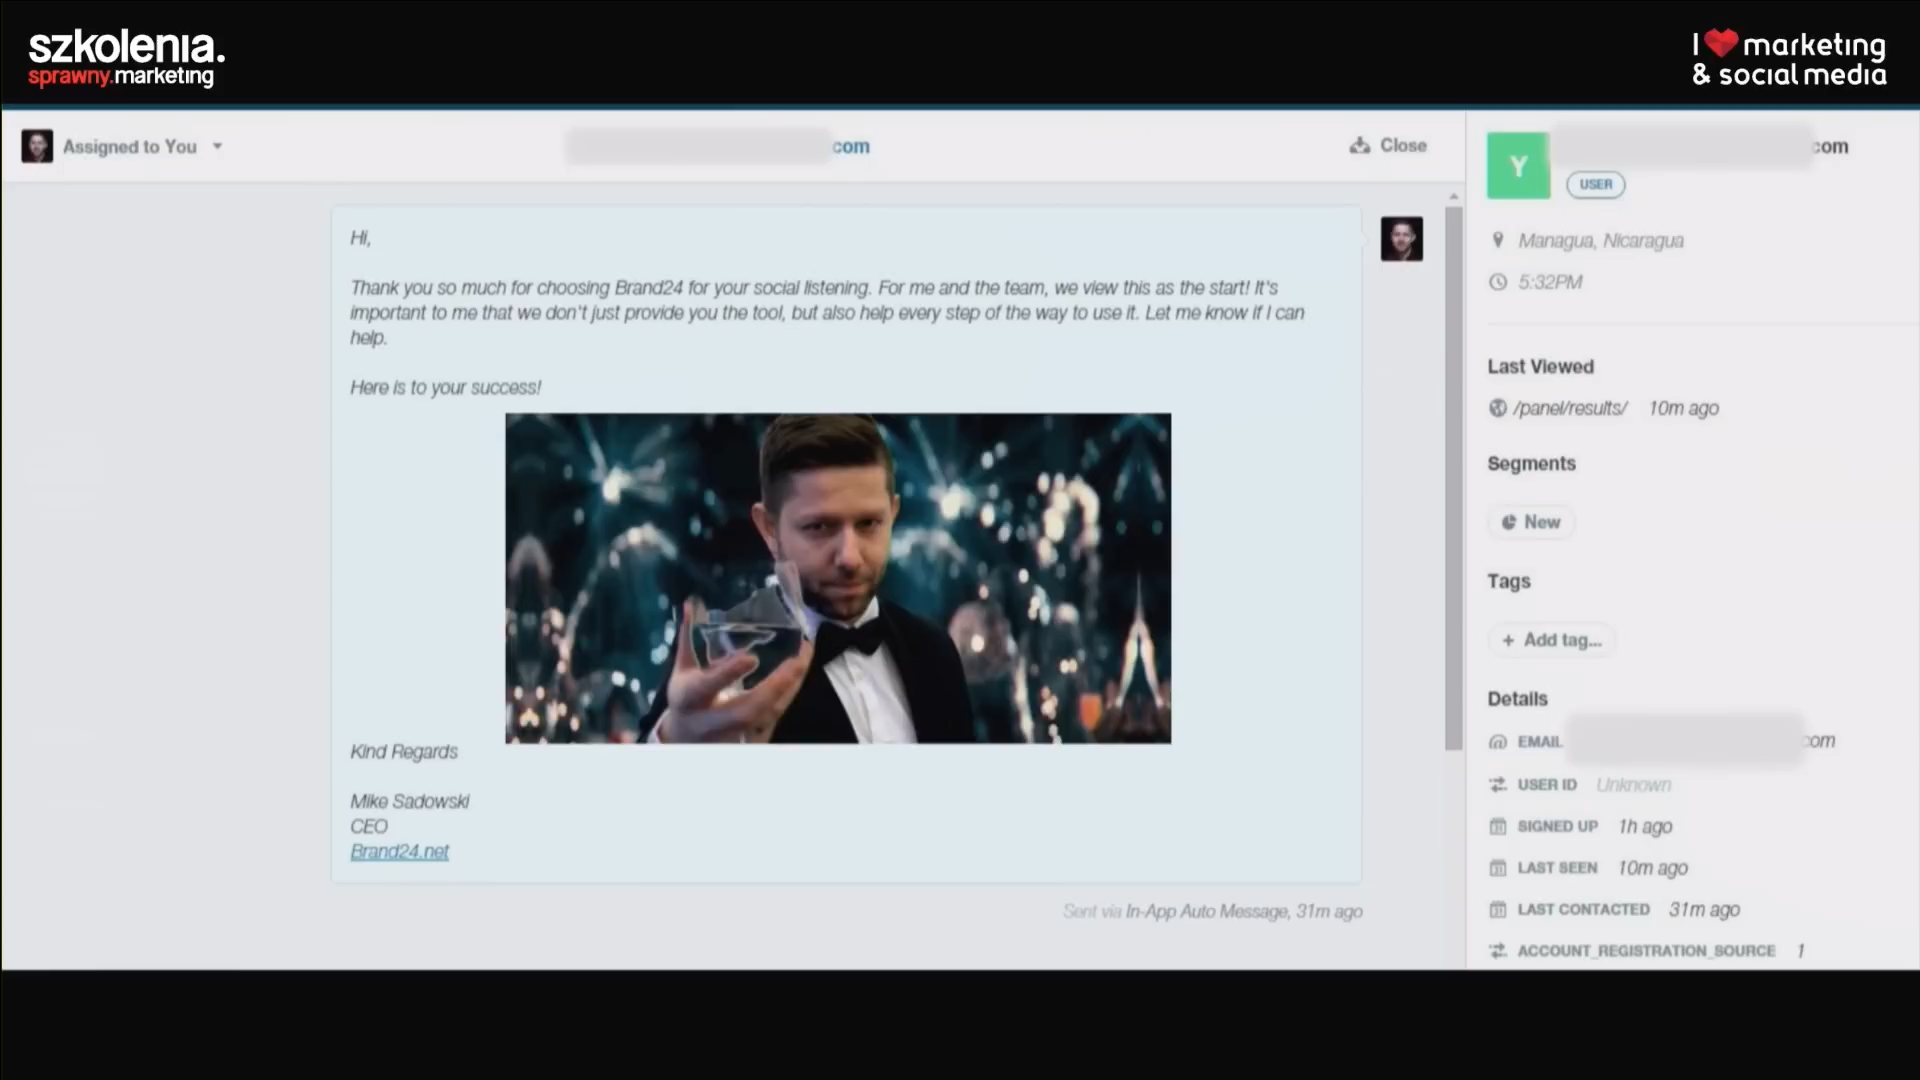 szkolenia.
sprawny.marketing
I marketing
& social media
Assigned to You
com
Close
Hi,
Thank you so much for choosing Brand24 for your social listening. For me and the team, we view this as the start! It's
important to me that we don't just provide you the tool, but also help every step of the way to use it. Let me know if I can
help.
Here is to your success!
Kind Regards
Mike Sadowski
CEO
Brand24.net
Sent via In-App Auto Message, 31m ago
Y
com
USER
Managua, Nicaragua
5:32PM
Last Viewed
/panel/results/ 10m ago
Segments
New
Tags
+ Add tag...
Details
EMAIL com
USER ID Unknown
SIGNED UP 1h ago
LAST SEEN 10m ago
LAST CONTACTED 31m ago
ACCOUNT_REGISTRATION_SOURCE 1